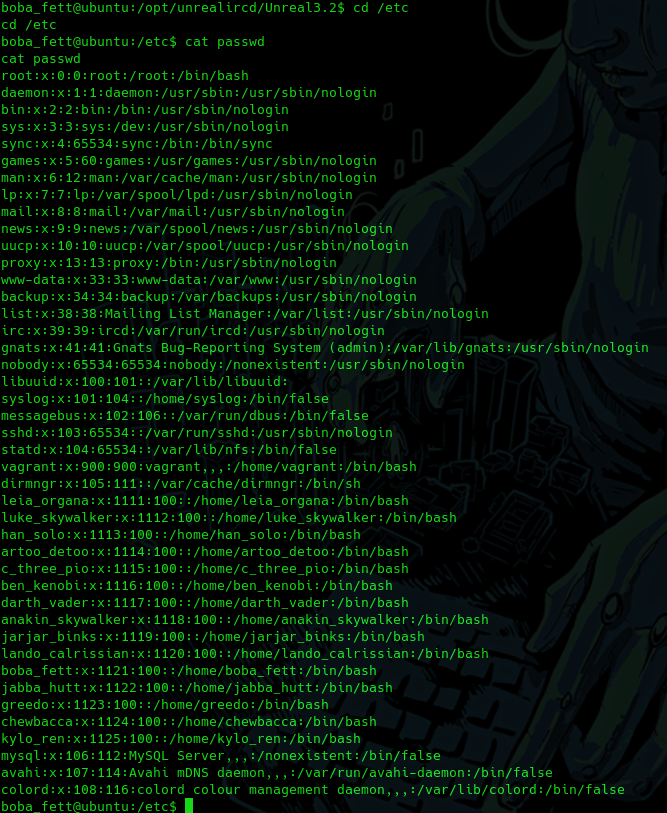 boba_fett@ubuntu:/opt/unrealircd/Unreal3.2$ cd /etc
cd /etc
boba_fett@ubuntu:/etc$ cat passwd
cat passwd
root:x:0:0:root:/root:/bin/bash
daemon:x:1:1:daemon:/usr/sbin:/usr/sbin/nologin
bin:x:2:2:bin:/bin:/usr/sbin/nologin
sys:x:3:3:sys:/dev:/usr/sbin/nologin
sync:x:4:65534:sync:/bin:/bin/sync
games:x:5:60:games:/usr/games:/usr/sbin/nologin
man:x:6:12:man:/var/cache/man:/usr/sbin/nologin
lp:x:7:7:lp:/var/spool/lpd:/usr/sbin/nologin
mail:x:8:8:mail:/var/mail:/usr/sbin/nologin
news:x:9:9:news:/var/spool/news:/usr/sbin/nologin
uucp:x:10:10:uucp:/var/spool/uucp:/usr/sbin/nologin
proxy:x:13:13:proxy:/bin:/usr/sbin/nologin
www-data:x:33:33:www-data:/var/www:/usr/sbin/nologin
backup:x:34:34:backup:/var/backups:/usr/sbin/nologin
list:x:38:38:Mailing List Manager:/var/list:/usr/sbin/nologin
irc:x:39:39:ircd:/var/run/ircd:/usr/sbin/nologin
gnats:x:41:41:Gnats Bug-Reporting System (admin):/var/lib/gnats:/usr/sbin/nologin
nobody:x:65534:65534:nobody:/nonexistent:/usr/sbin/nologin
libuuid:x:100:101::/var/lib/libuuid:
syslog:x:101:104::/home/syslog:/bin/false
messagebus:x:102:106::/var/run/dbus:/bin/false
sshd:x:103:65534::/var/run/sshd:/usr/sbin/nologin
statd:x:104:65534::/var/lib/nfs:/bin/false
vagrant:x:900:900:vagrant,,,:/home/vagrant:/bin/bash
dirmngr:x:105:111::/var/cache/dirmngr:/bin/sh
leia_organa:x:1111:100::/home/leia_organa:/bin/bash
luke_skywalker:x:1112:100::/home/luke_skywalker:/bin/bash
han_solo:x:1113:100::/home/han_solo:/bin/bash
artoo_detoo:x:1114:100::/home/artoo_detoo:/bin/bash
c_three_pio:x:1115:100::/home/c_three_pio:/bin/bash
ben_kenobi:x:1116:100::/home/ben_kenobi:/bin/bash
darth_vader:x:1117:100::/home/darth_vader:/bin/bash
anakin_skywalker:x:1118:100::/home/anakin_skywalker:/bin/bash
jarjar_binks:x:1119:100::/home/jarjar_binks:/bin/bash
lando_calrissian:x:1120:100::/home/lando_calrissian:/bin/bash
boba_fett:x:1121:100::/home/boba_fett:/bin/bash
jabba_hutt:x:1122:100::/home/jabba_hutt:/bin/bash
greedo:x:1123:100::/home/greedo:/bin/bash
chewbacca:x:1124:100::/home/chewbacca:/bin/bash
kylo_ren:x:1125:100::/home/kylo_ren:/bin/bash
mysql:x:106:112:MySQL Server,,,:/nonexistent:/bin/false
avahi:x:107:114:Avahi mDNS daemon,,,:/var/run/avahi-daemon:/bin/false
colord:x:108:116:colord colour management daemon,,,:/var/lib/colord:/bin/false
boba_fett@ubuntu:/etc$